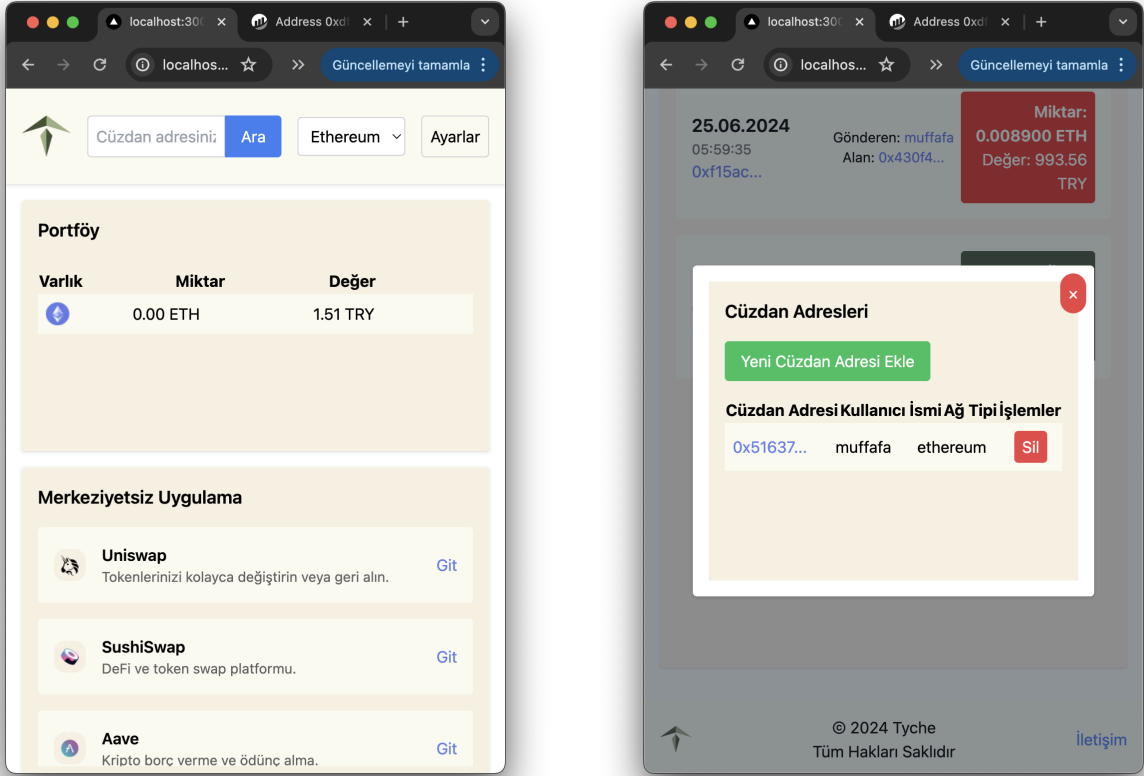 localhost:300
Address 0xdf
localhos...
Güncellemeyi tamamla
Cüzdan adresiniz
Ara
Ethereum
Ayarlar
Portföy
Varlık Miktar Değer
0.00 ETH 1.51 TRY
Merkeziyetsiz Uygulama
Uniswap
Tokenlerinizi kolayca değiştirin veya geri alın.
Git
SushiSwap
DeFi ve token swap platformu.
Git
Aave
Kripto borç verme ve ödünç alma.
Git
localhost:300
Address 0xdf
localhos...
Güncellemeyi tamamla
25.06.2024
05:59:35
0xf15ac...
Gönderen: muffafa
Alan: 0x430f4...
Miktar:
0.008900 ETH
Değer: 993.56
TRY
Cüzdan Adresleri
Yeni Cüzdan Adresi Ekle
Cüzdan Adresi Kullanıcı İsmi Ağ Tipi İşlemler
0x51637... muffafa ethereum Sil
© 2024 Tyche
Tüm Hakları Saklıdır
İletişim